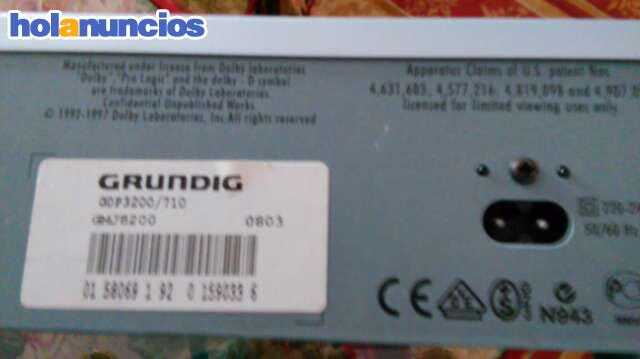 holanuncios
Manufactured under license from Dolby Laboratories
"Dolby", "Pro Logic" and the dolby - D symbol
are trademarks of Dolby Laboratories.
Confidential Unpublished Works.
© 1992-1997 Dolby Laboratories, Inc. All rights reserved
Apparatus Claims of U.S. patent Nos.
4,631,603, 4,577,216, 4,819,098 and 4,907,0
licensed for limited viewing uses only.
GRUNDIG
GDP3200/710
0803
01 58069 1 92 0 159033 6
50/60 Hz
CE
N943